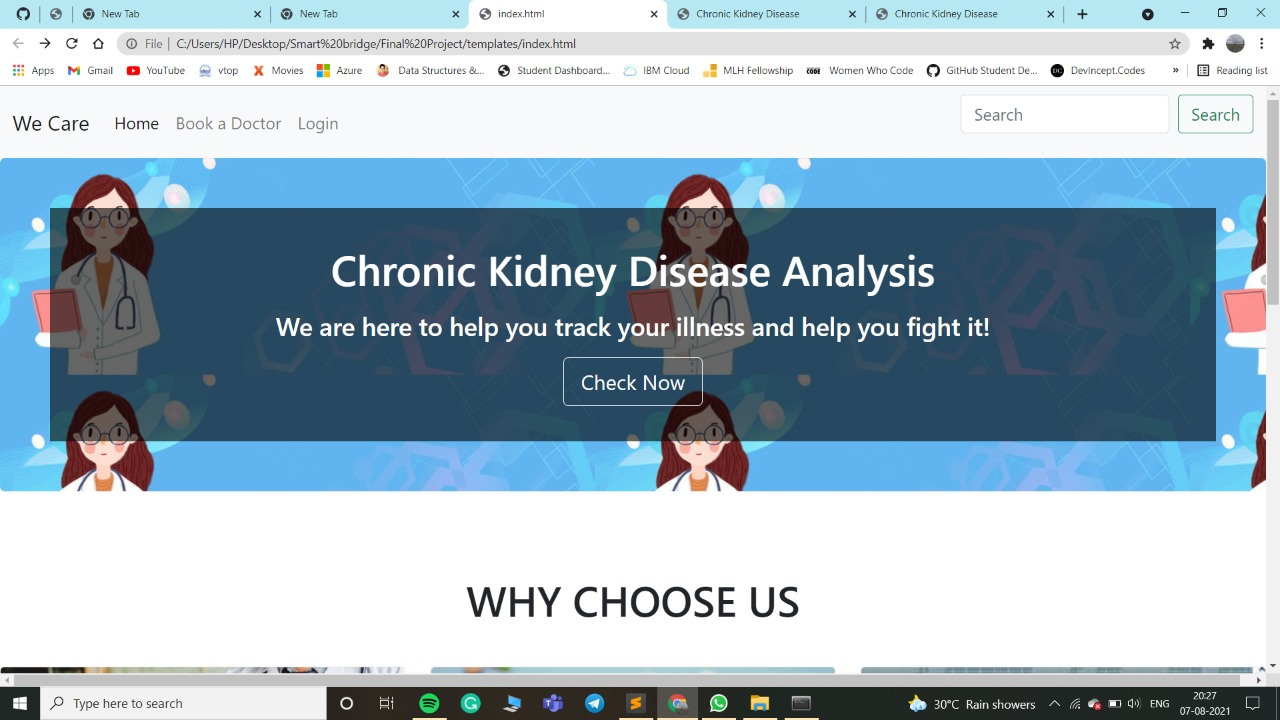 New Tab
New Tab
index.html
Chronic Kidney Disease
Chronic Kidney Disease
File | C:/Users/HP/Desktop/Smart%20bridge/Final%20Project/templates/index.html
Apps
Gmail
YouTube
vtop
Movies
Azure
Data Structures &...
Student Dashboard...
IBM Cloud
MLH Fellowship
code
Women Who Code
GitHub Student De...
DC
DevIncept.Codes
»
Reading list
We Care
Home
Book a Doctor
Login
Search
Search
Chronic Kidney Disease Analysis
We are here to help you track your illness and help you fight it!
Check Now
WHY CHOOSE US
Type here to search
30°C Rain showers
ENG
20:27
07-08-2021